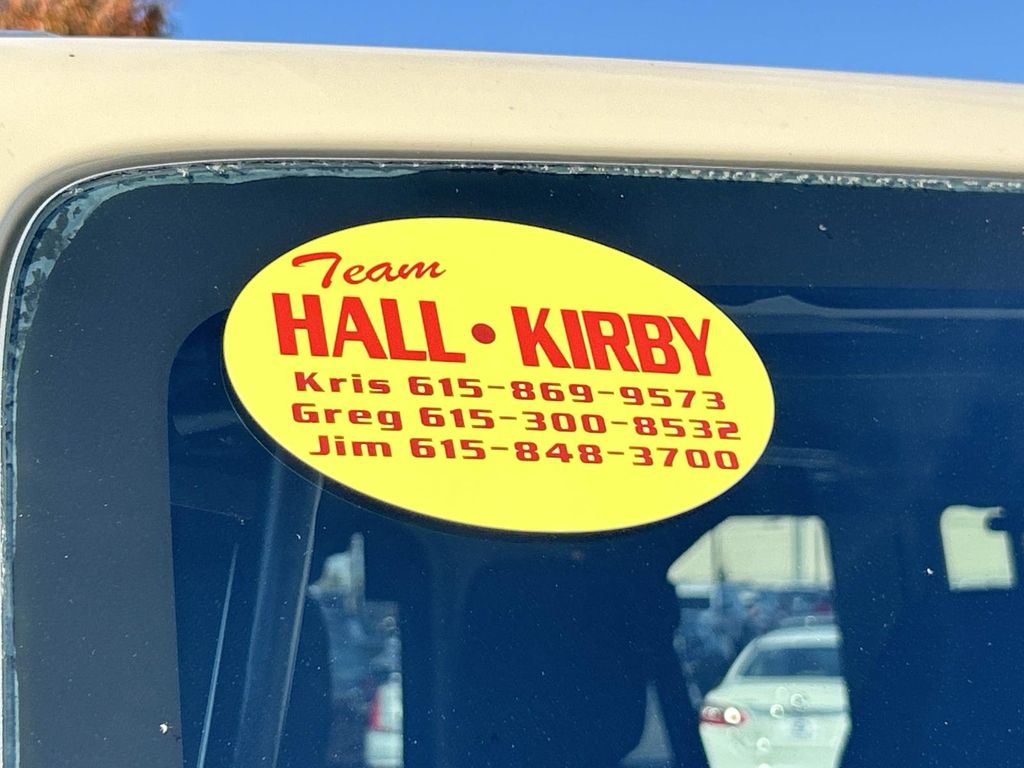 Team
HALL • KIRBY
Kris 615-869-9573
Greg 615-300-8532
Jim 615-848-3700